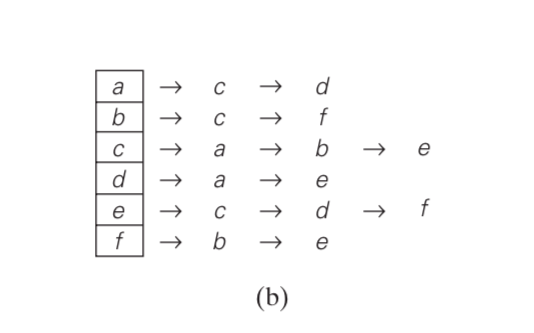 a → c → d
b → c → f
c → a → b → e
d → a → e
e → c → d → f
f → b → e
(b)